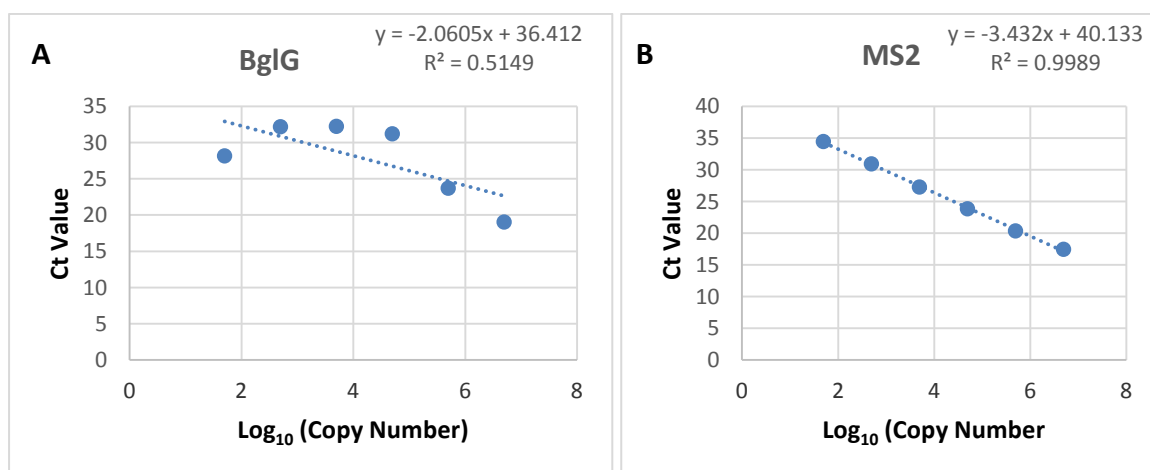 A
BglG
y = -2.0605x + 36.412
R² = 0.5149
35
30
25
20
15
10
5
0
0 2 4 6 8
Ct Value
Log₁₀ (Copy Number)
B
MS2
y = -3.432x + 40.133
R² = 0.9989
40
35
30
25
20
15
10
5
0
0 2 4 6 8
Ct Value
Log₁₀ (Copy Number